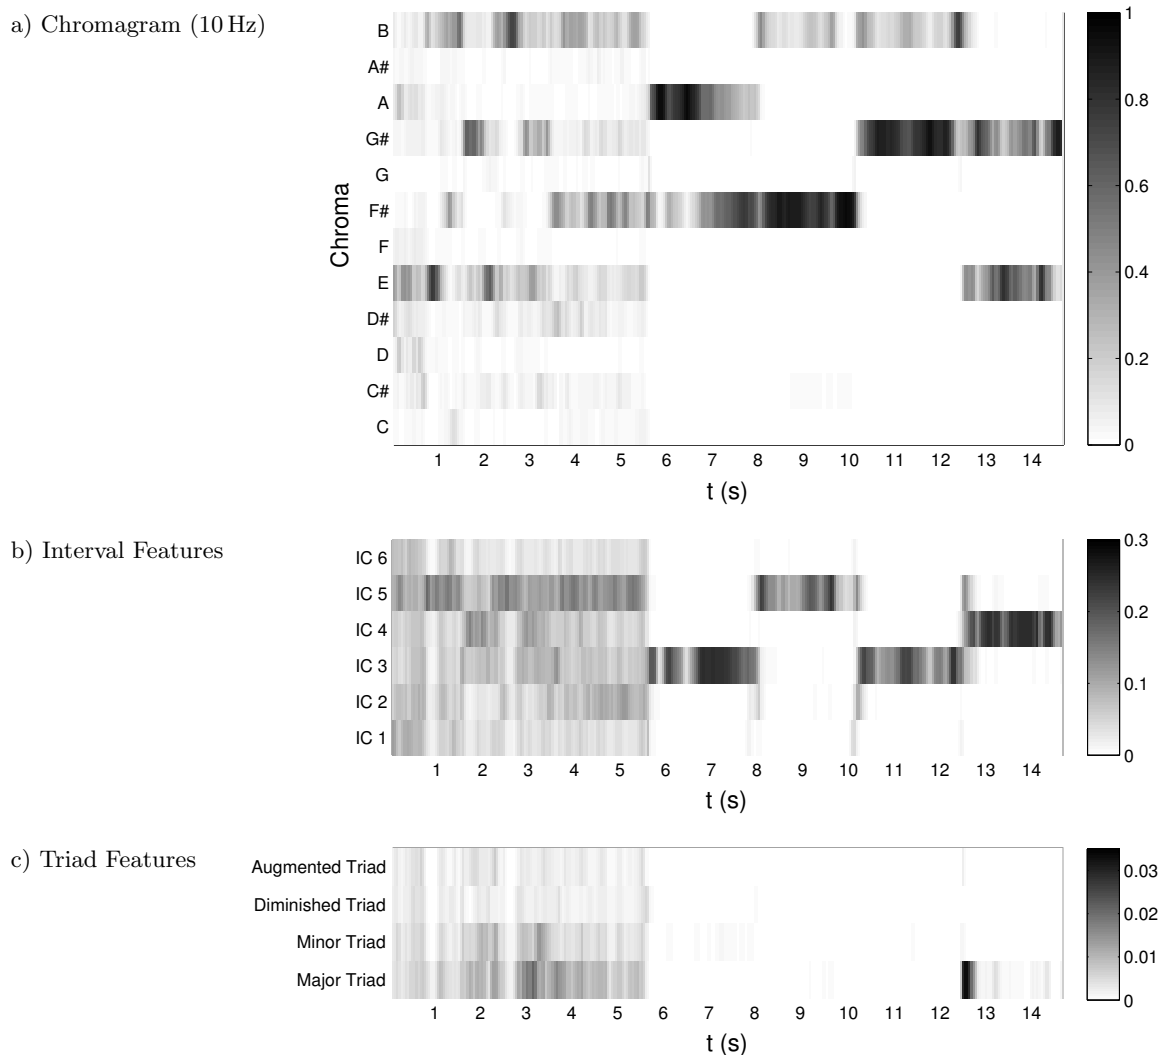 a) Chromagram (10 Hz)
Chroma
B
A#
A
G#
G
F#
F
E
D#
D
C#
C
1 2 3 4 5 6 7 8 9 10 11 12 13 14
t (s)
1
0.8
0.6
0.4
0.2
0
b) Interval Features
IC 6
IC 5
IC 4
IC 3
IC 2
IC 1
1 2 3 4 5 6 7 8 9 10 11 12 13 14
t (s)
0.3
0.2
0.1
0
c) Triad Features
Augmented Triad
Diminished Triad
Minor Triad
Major Triad
1 2 3 4 5 6 7 8 9 10 11 12 13 14
t (s)
0.03
0.02
0.01
0